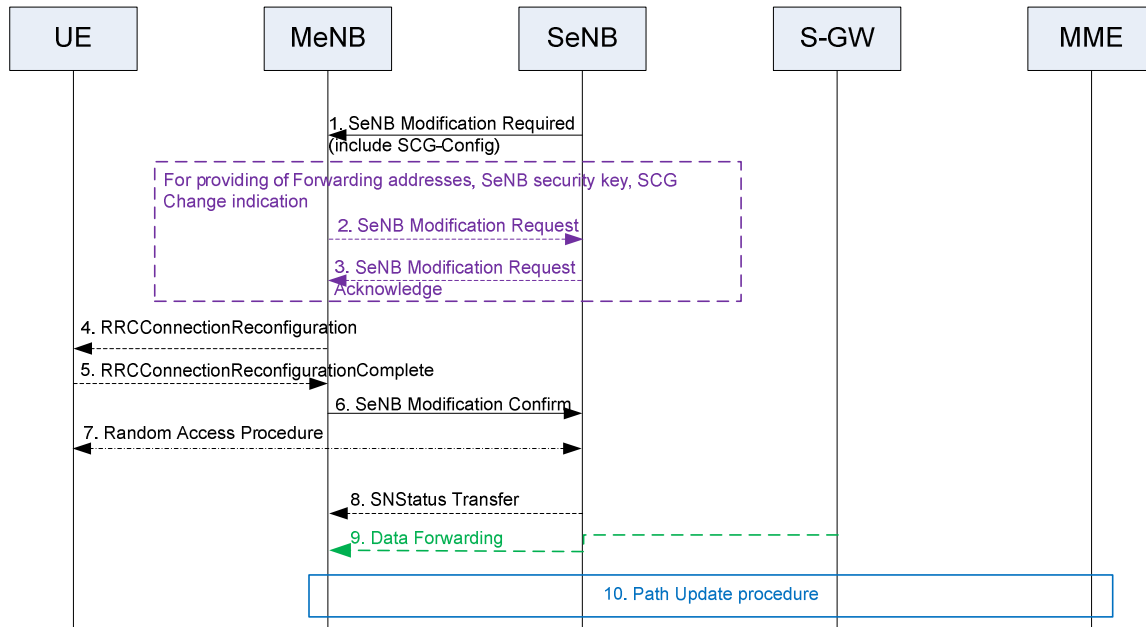 UE
MeNB
SeNB
S-GW
MME
1. SeNB Modification Required
(include SCG-Config)
For providing of Forwarding addresses, SeNB security key, SCG
Change indication
2. SeNB Modification Request
3. SeNB Modification Request
Acknowledge
4. RRCConnectionReconfiguration
5. RRCConnectionReconfigurationComplete
6. SeNB Modification Confirm
7. Random Access Procedure
8. SNStatus Transfer
9. Data Forwarding
10. Path Update procedure